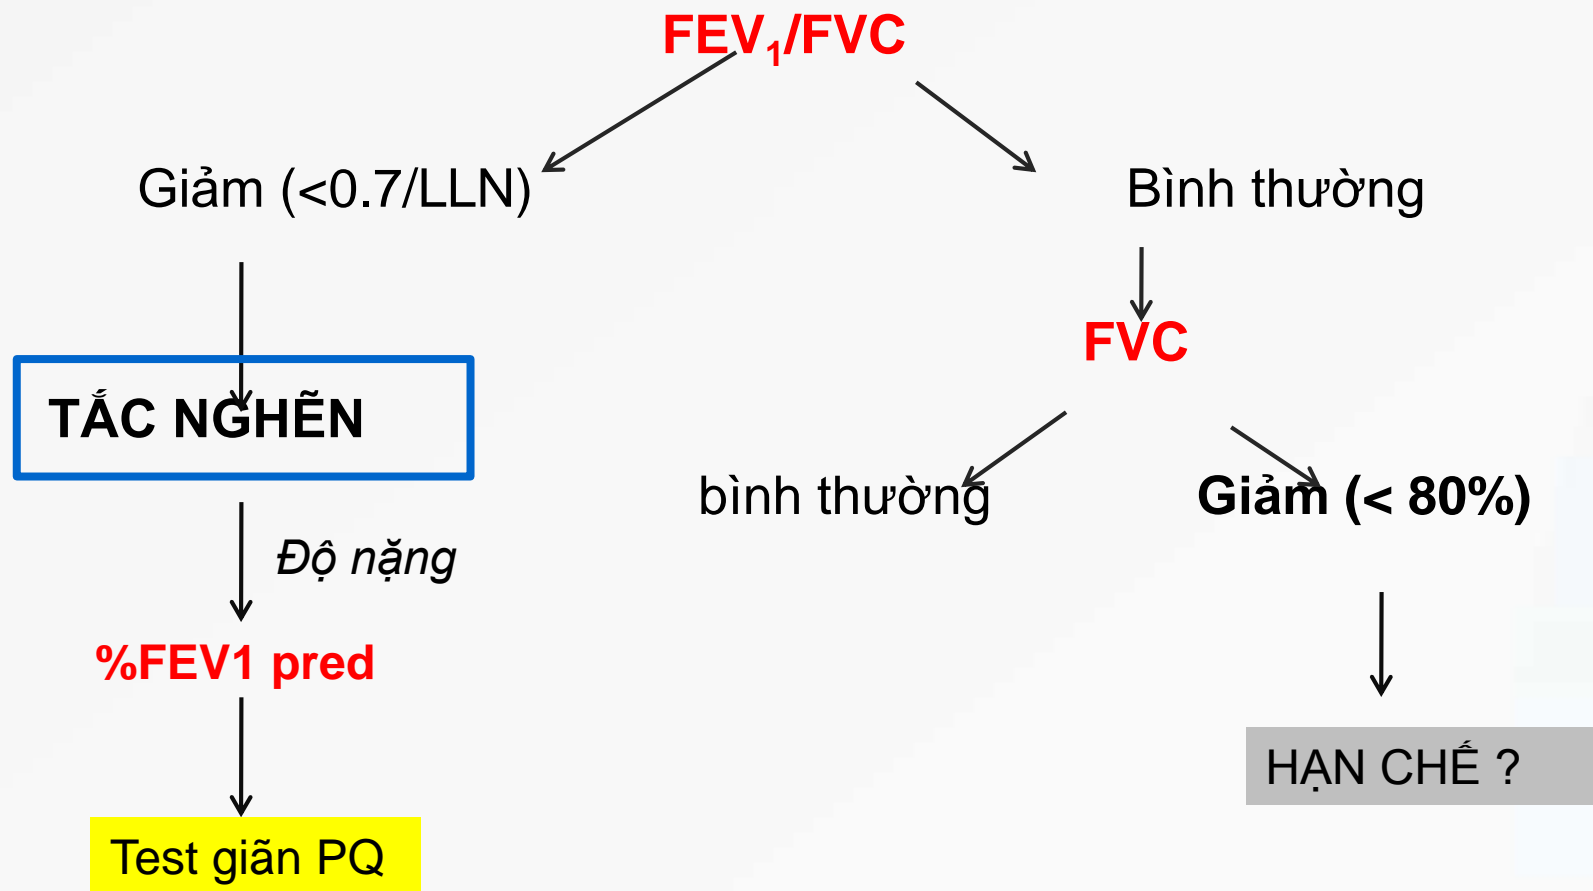 FEV₁/FVC
Giảm (<0.7/LLN)
Bình thường
FVC
TẮC NGHẼN
bình thường
Giảm (< 80%)
Độ nặng
%FEV1 pred
HẠN CHẾ ?
Test giãn PQ